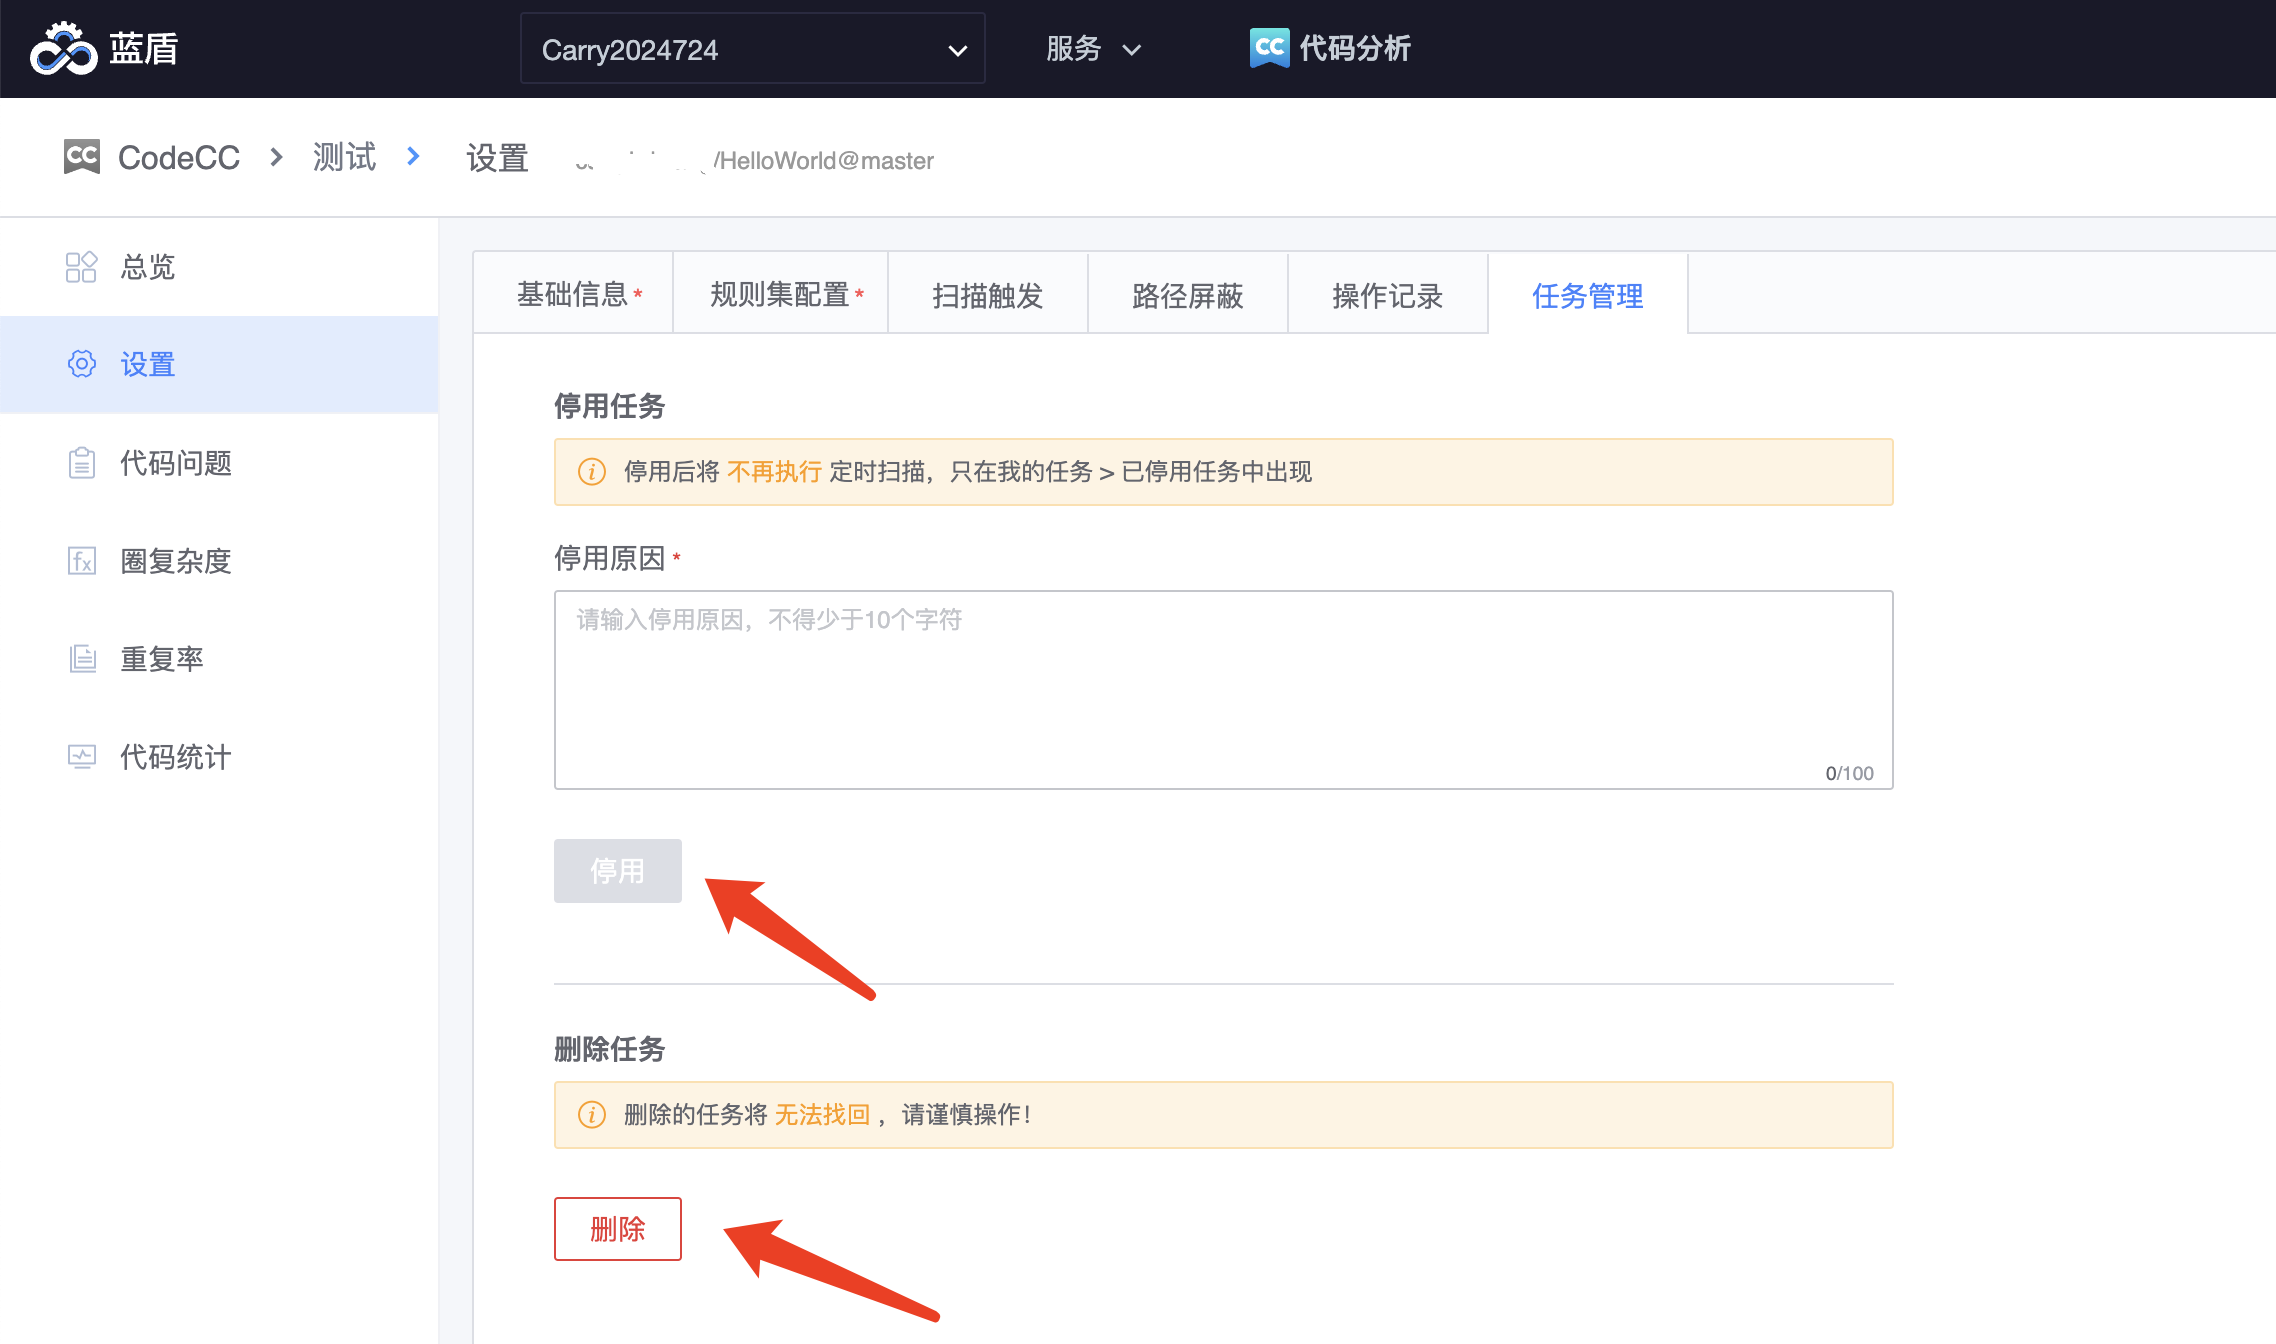 蓝盾
Carry2024724
服务
CC 代码分析
CC CodeCC > 测试 > 设置 /HelloWorld@master
总览
设置
代码问题
fx 圈复杂度
重复率
代码统计
基础信息*
规则集配置*
扫描触发
路径屏蔽
操作记录
任务管理
停用任务
停用后将 不再执行 定时扫描，只在我的任务 > 已停用任务中出现
停用原因 *
请输入停用原因，不得少于10个字符
0/100
停用
删除任务
删除的任务将 无法找回 ，请谨慎操作！
删除